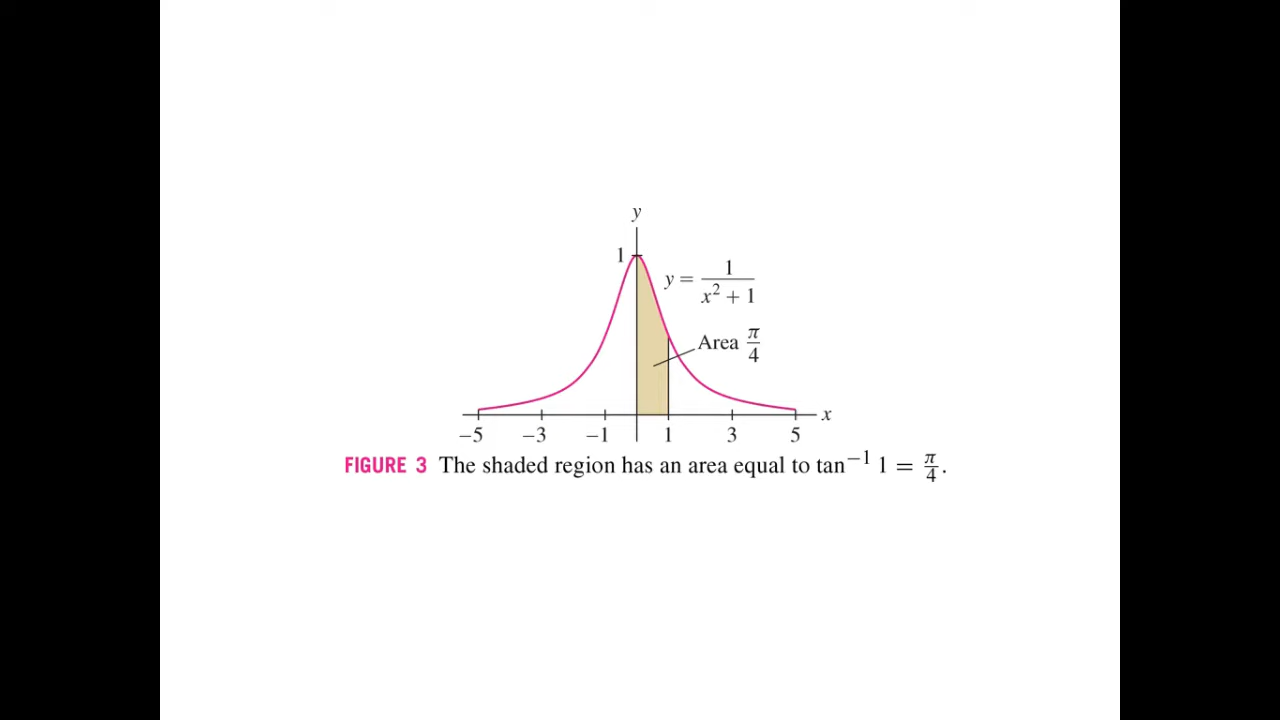 y
1
y = 1/(x² + 1)
Area π/4
x
−5 −3 −1 1 3 5
FIGURE 3 The shaded region has an area equal to tan⁻¹ 1 = π/4.